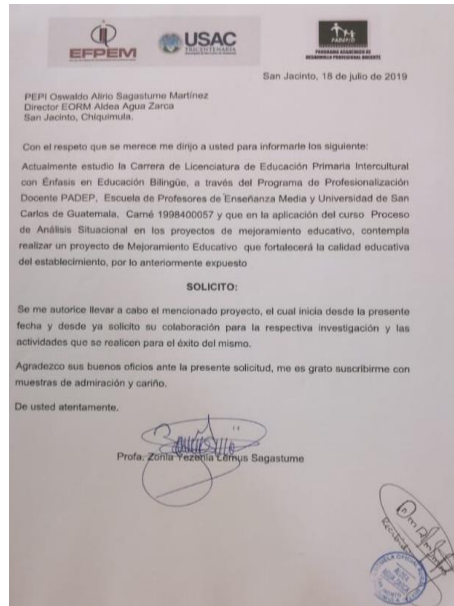 EFPEM
USAC
TRICENTENARIA
PROGRAMA ACADÉMICO DE
DESARROLLO PROFESIONAL DOCENTE
San Jacinto, 18 de julio de 2019
PEPI Oswaldo Alirio Sagastume Martínez
Director EORM Aldea Agua Zarca
San Jacinto, Chiquimula.
Con el respeto que se merece me dirijo a usted para informarle los siguiente:
Actualmente estudio la Carrera de Licenciatura de Educación Primaria Intercultural
con Énfasis en Educación Bilingüe, a través del Programa de Profesionalización
Docente PADEP, Escuela de Profesores de Enseñanza Media y Universidad de San
Carlos de Guatemala, Carné 1998400057 y que en la aplicación del curso Proceso
de Análisis Situacional en los proyectos de mejoramiento educativo, contempla
realizar un proyecto de Mejoramiento Educativo que fortalecerá la calidad educativa
del establecimiento, por lo anteriormente expuesto
SOLICITO:
Se me autorice llevar a cabo el mencionado proyecto, el cual inicia desde la presente
fecha y desde ya solicito su colaboración para la respectiva investigación y las
actividades que se realicen para el éxito del mismo.
Agradezco sus buenos oficios ante la presente solicitud, me es grato suscribirme con
muestras de admiración y cariño.
De usted atentamente.
Profa. Zonia Yezenia Lemus Sagastume